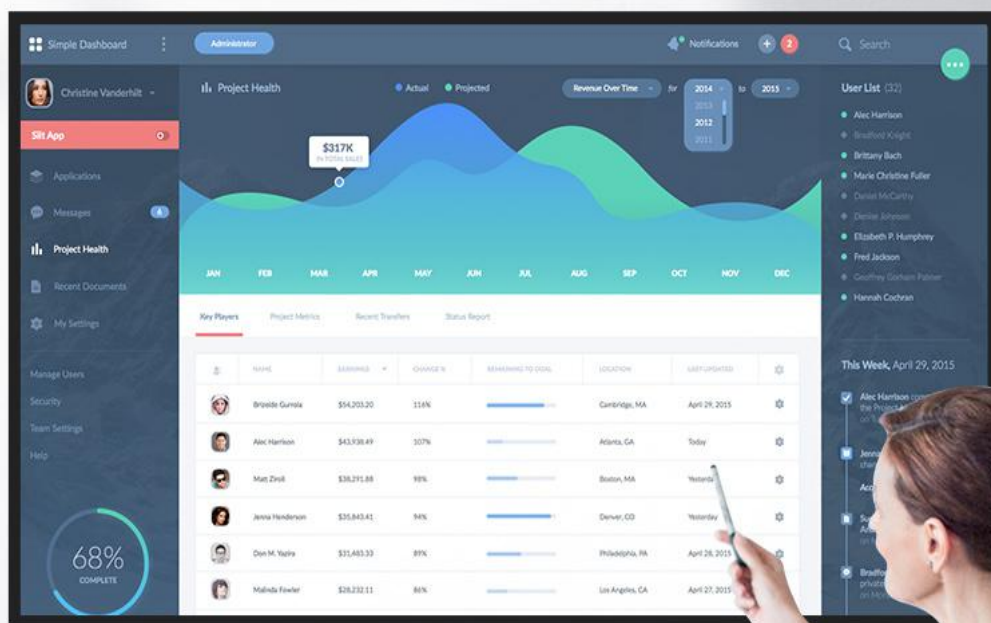 Simple Dashboard
Administrator
Notifications
2
Search
Christine Vanderhilt
Silt App
Applications
Messages
Project Health
Recent Documents
My Settings
Manage Users
Security
Team Settings
Help
68%
COMPLETE
Project Health
Actual
Projected
Revenue Over Time
for
2014
to
2015
2013
2012
2011
$317K
IN TOTAL SALES
JAN FEB MAR APR MAY JUN JUL AUG SEP OCT NOV DEC
Key Players Project Metrics Recent Transfers Status Report
NAME EARNINGS CHANGE % REMAINING TO GOAL LOCATION LAST UPDATED
Brizeide Gurrola $54,203.20 116% Cambridge, MA April 29, 2015
Alec Harrison $43,938.49 107% Atlanta, GA Today
Matt Ziroli $38,291.88 98% Boston, MA
Jenna Henderson $35,843.41 94% Denver, CO Yesterday
Don M. Yazira $31,483.33 89% Philadelphia, PA April 28, 2015
Malinda Fowler $28,232.11 86% Los Angeles, CA April 27, 2015
User List (32)
Alec Harrison
Bradford Knight
Brittany Bach
Marie Christine Fuller
Daniel McCarthy
Denise Johnson
Elizabeth P. Humphrey
Fred Jackson
Geoffrey Gorham Palmer
Hannah Cochran
This Week, April 29, 2015
Alec Harrison
the Project
on
Jenna